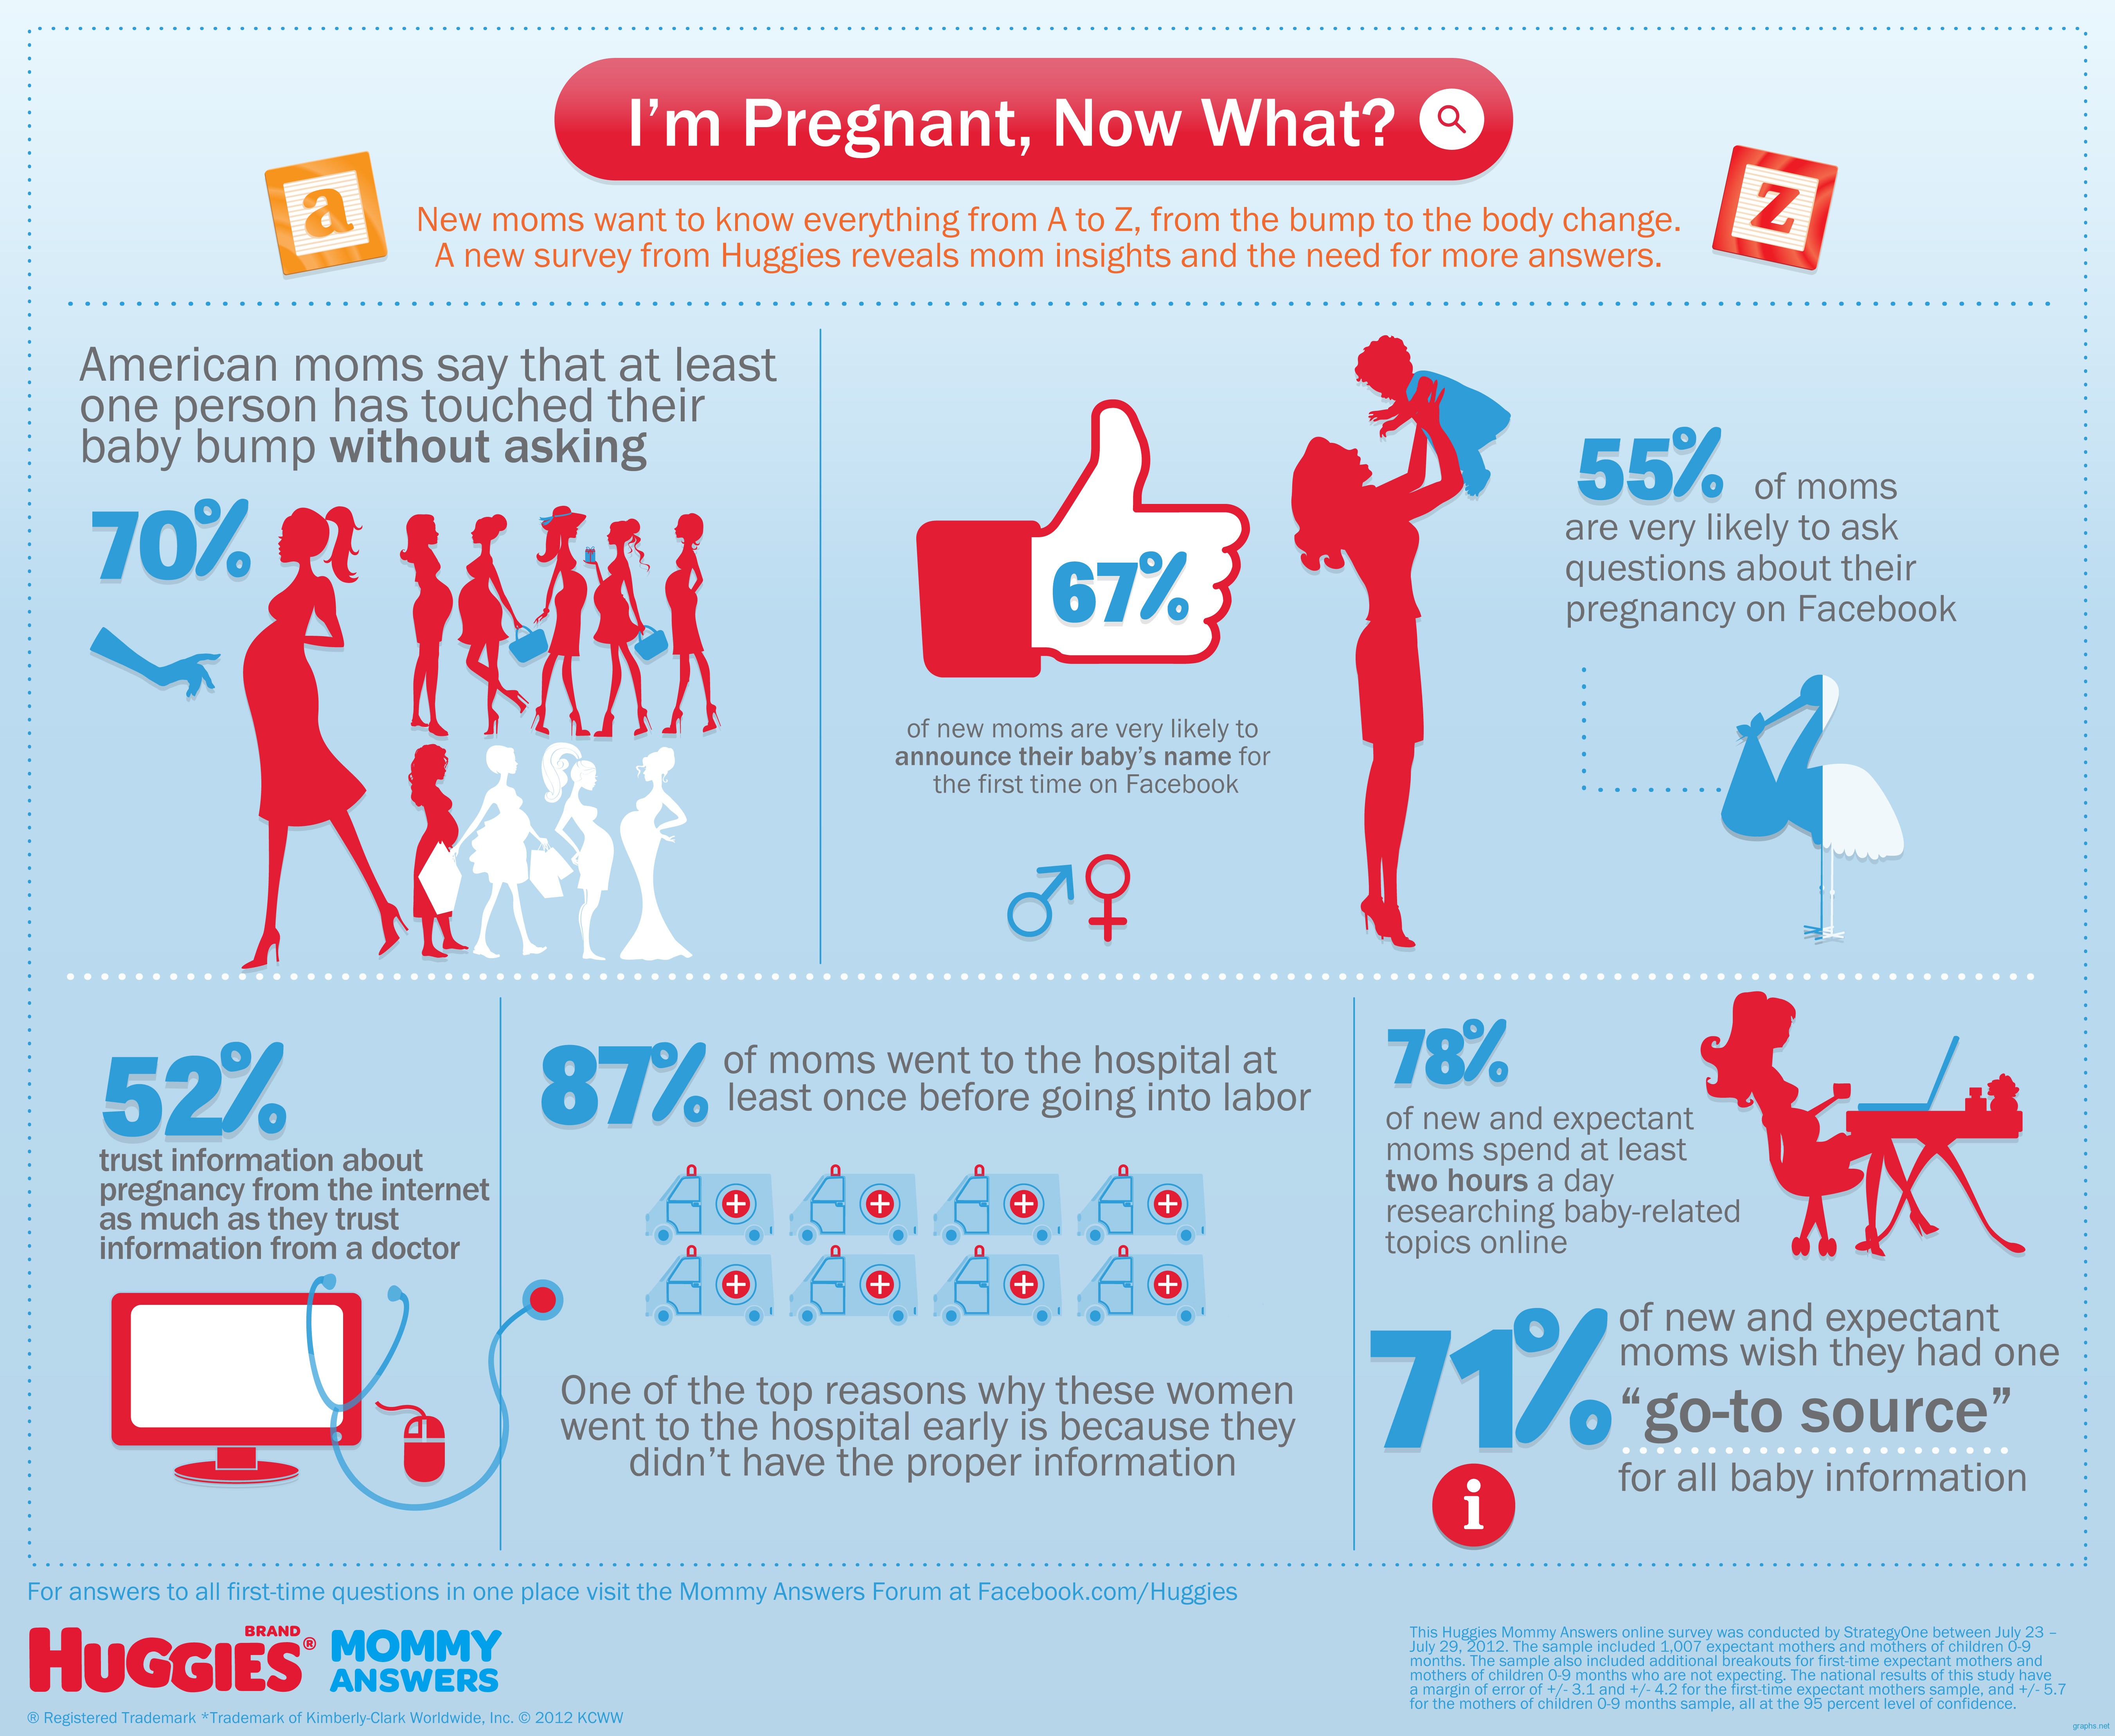 I'm Pregnant, Now What?
a
z
New moms want to know everything from A to Z, from the bump to the body change.
A new survey from Huggies reveals mom insights and the need for more answers.
American moms say that at least
one person has touched their
baby bump without asking
70%
67%
of new moms are very likely to
announce their baby's name for
the first time on Facebook
55% of moms
are very likely to ask
questions about their
pregnancy on Facebook
52%
trust information about
pregnancy from the internet
as much as they trust
information from a doctor
87% of moms went to the hospital at
least once before going into labor
One of the top reasons why these women
went to the hospital early is because they
didn't have the proper information
78%
of new and expectant
moms spend at least
two hours a day
researching baby-related
topics online
71% of new and expectant
moms wish they had one
"go-to source"
for all baby information
i
For answers to all first-time questions in one place visit the Mommy Answers Forum at Facebook.com/Huggies
HUGGIES® BRAND
MOMMY
ANSWERS
® Registered Trademark *Trademark of Kimberly-Clark Worldwide, Inc. © 2012 KCWW
This Huggies Mommy Answers online survey was conducted by StrategyOne between July 23 –
July 29, 2012. The sample included 1,007 expectant mothers and mothers of children 0-9
months. The sample also included additional breakouts for first-time expectant mothers and
mothers of children 0-9 months who are not expecting. The national results of this study have
a margin of error of +/- 3.1 and +/- 4.2 for the first-time expectant mothers sample, and +/- 5.7
for the mothers of children 0-9 months sample, all at the 95 percent level of confidence.
graphs.net